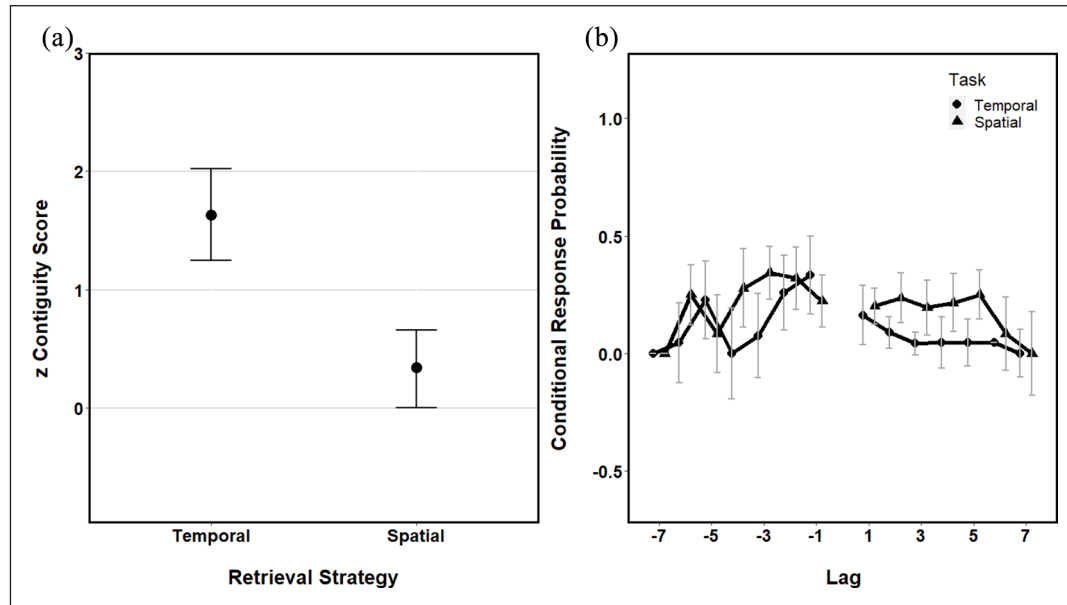 (a)
3
2
1
0
z Contiguity Score
Temporal
Spatial
Retrieval Strategy
(b)
Task
Temporal
Spatial
1.0
0.5
0.0
-0.5
Conditional Response Probability
-7
-5
-3
-1
1
3
5
7
Lag